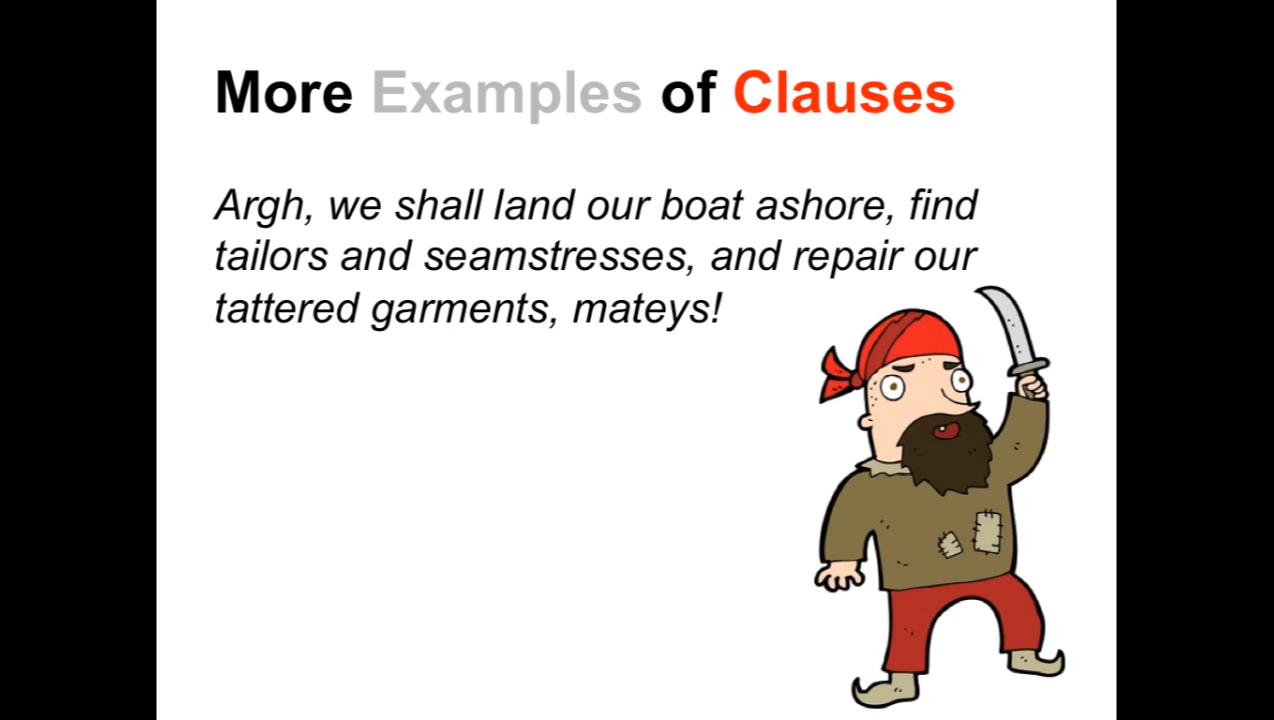 More Examples of Clauses
Argh, we shall land our boat ashore, find
tailors and seamstresses, and repair our
tattered garments, mateys!